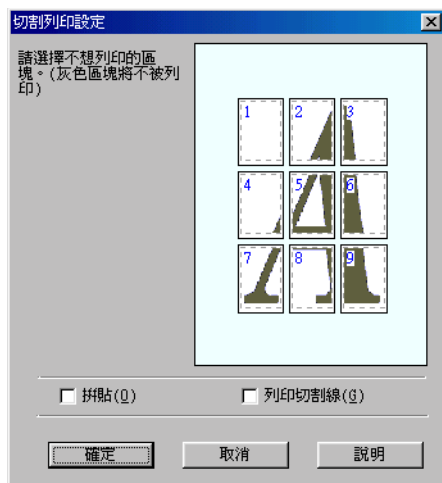 切割列印設定
請選擇不想列印的區
塊。(灰色區塊將不被列
印)
1 2 3
4 5 6
7 8 9
拼貼(Q)
列印切割線(G)
確定 取消 說明